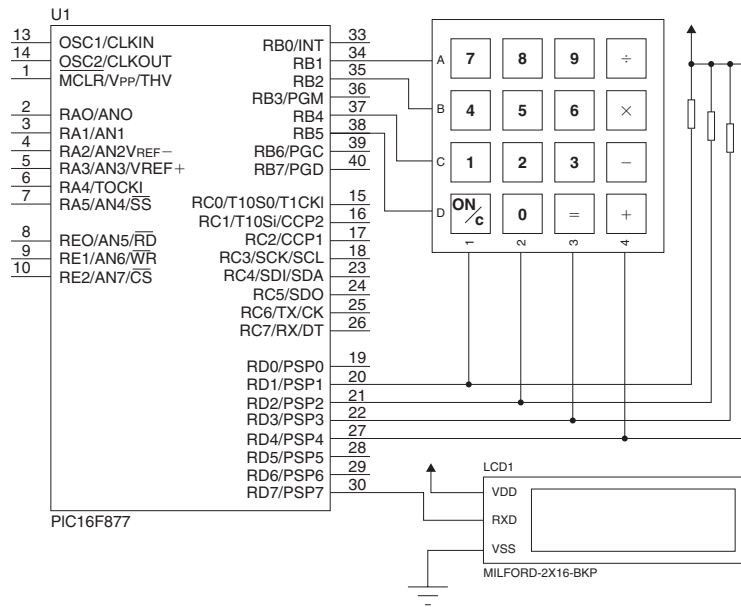 U1
13 OSC1/CLKIN
14 OSC2/CLKOUT
1 MCLR/VPP/THV
2 RAO/ANO
3 RA1/AN1
4 RA2/AN2VREF−
5 RA3/AN3/VREF+
6 RA4/TOCKI
7 RA5/AN4/SS
8 REO/AN5/RD
9 RE1/AN6/WR
10 RE2/AN7/CS
RB0/INT 33
RB1 34
RB2 35
RB3/PGM 36
RB4 37
RB5 38
RB6/PGC 39
RB7/PGD 40
RC0/T10S0/T1CKI 15
RC1/T10Si/CCP2 16
RC2/CCP1 17
RC3/SCK/SCL 18
RC4/SDI/SDA 23
RC5/SDO 24
RC6/TX/CK 25
RC7/RX/DT 26
RD0/PSP0 19
RD1/PSP1 20
RD2/PSP2 21
RD3/PSP3 22
RD4/PSP4 27
RD5/PSP5 28
RD6/PSP6 29
RD7/PSP7 30
PIC16F877
A 7 8 9 ÷
B 4 5 6 ×
C 1 2 3 −
D ON/c 0 = +
1 2 3 4
LCD1
VDD
RXD
VSS
MILFORD-2X16-BKP